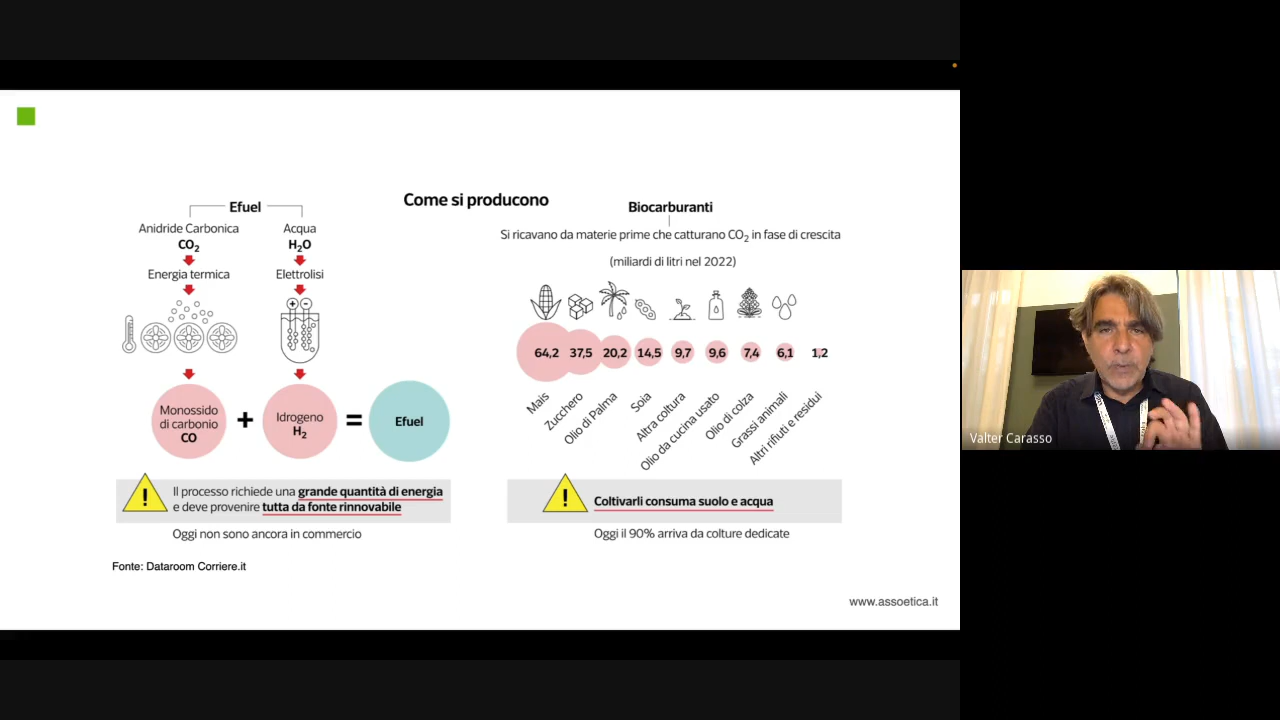 Come si producono
Efuel
Anidride Carbonica
CO₂
Energia termica
Acqua
H₂O
Elettrolisi
Monossido
di carbonio
CO
+
Idrogeno
H₂
=
Efuel
! Il processo richiede una grande quantità di energia
e deve provenire tutta da fonte rinnovabile
Oggi non sono ancora in commercio
Biocarburanti
Si ricavano da materie prime che catturano CO₂ in fase di crescita
(miliardi di litri nel 2022)
64,2 37,5 20,2 14,5 9,7 9,6 7,4 6,1 1,2
Mais
Zucchero
Olio di Palma
Soia
Altra coltura
Olio da cucina usato
Olio di colza
Grassi animali
Altri rifiuti e residui
! Coltivarli consuma suolo e acqua
Oggi il 90% arriva da colture dedicate
Fonte: Dataroom Corriere.it
www.assoetica.it
Valter Carasso